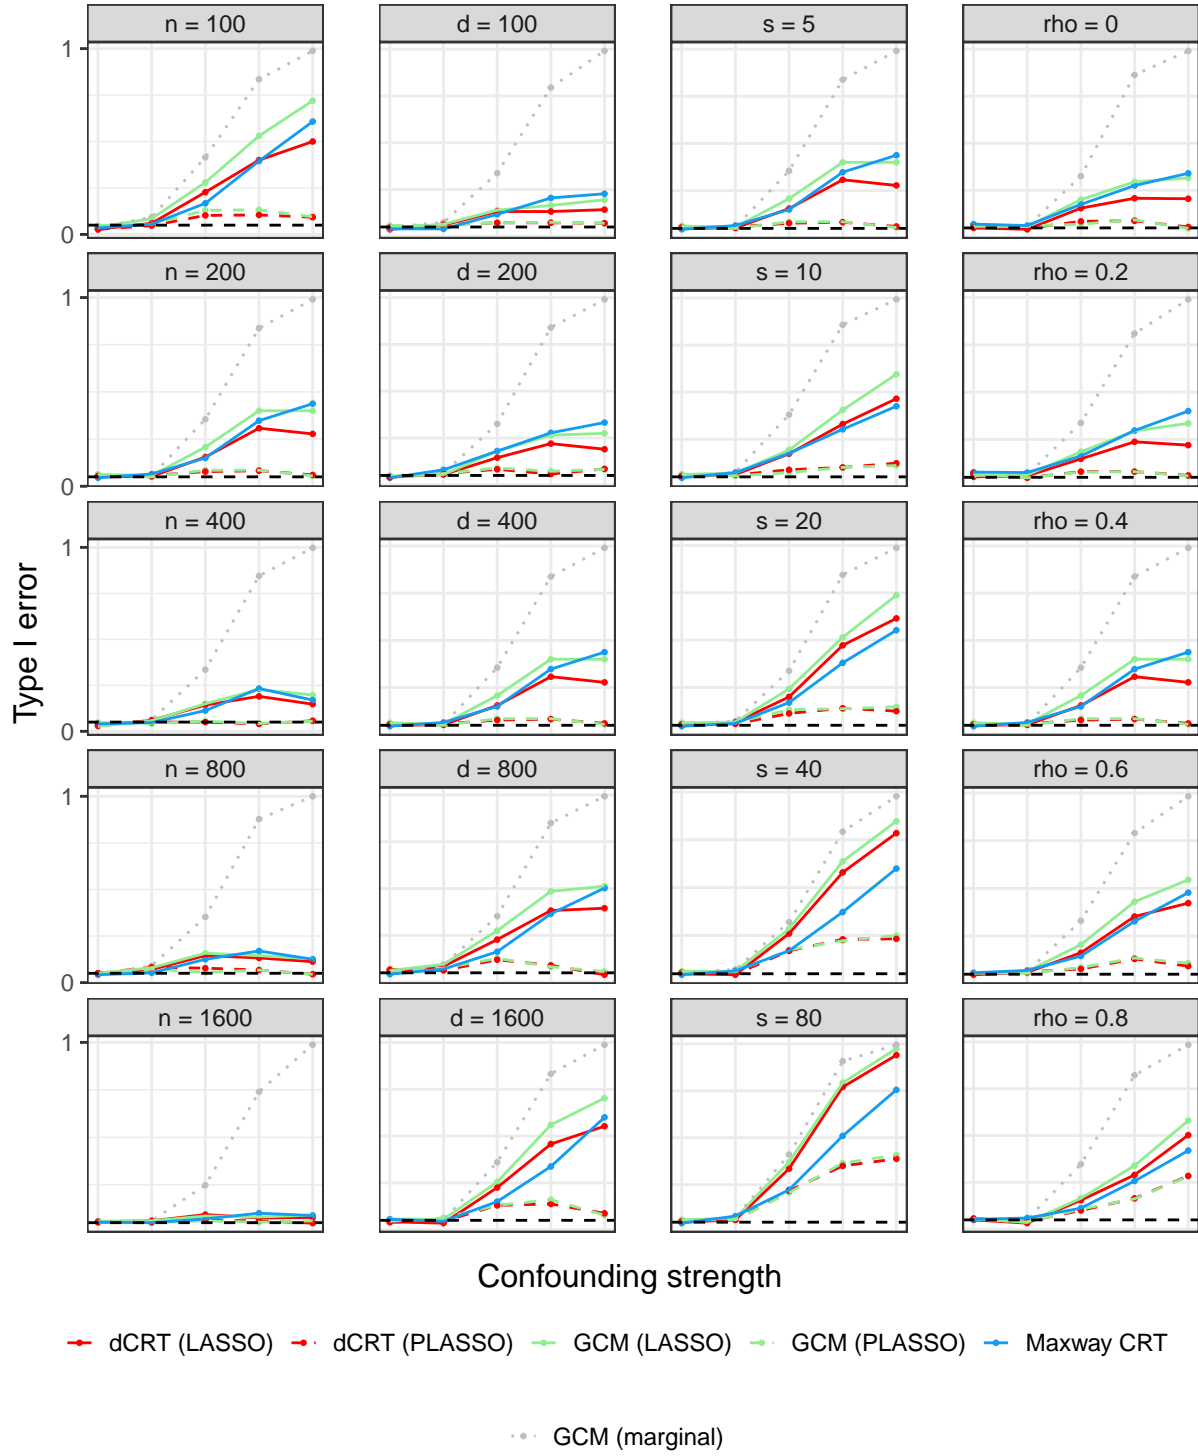 n = 100
d = 100
s = 5
rho = 0
1
0
n = 200
d = 200
s = 10
rho = 0.2
1
0
n = 400
d = 400
s = 20
rho = 0.4
1
0
n = 800
d = 800
s = 40
rho = 0.6
1
0
n = 1600
d = 1600
s = 80
rho = 0.8
1
Type I error
Confounding strength
dCRT (LASSO)
dCRT (PLASSO)
GCM (LASSO)
GCM (PLASSO)
Maxway CRT
GCM (marginal)